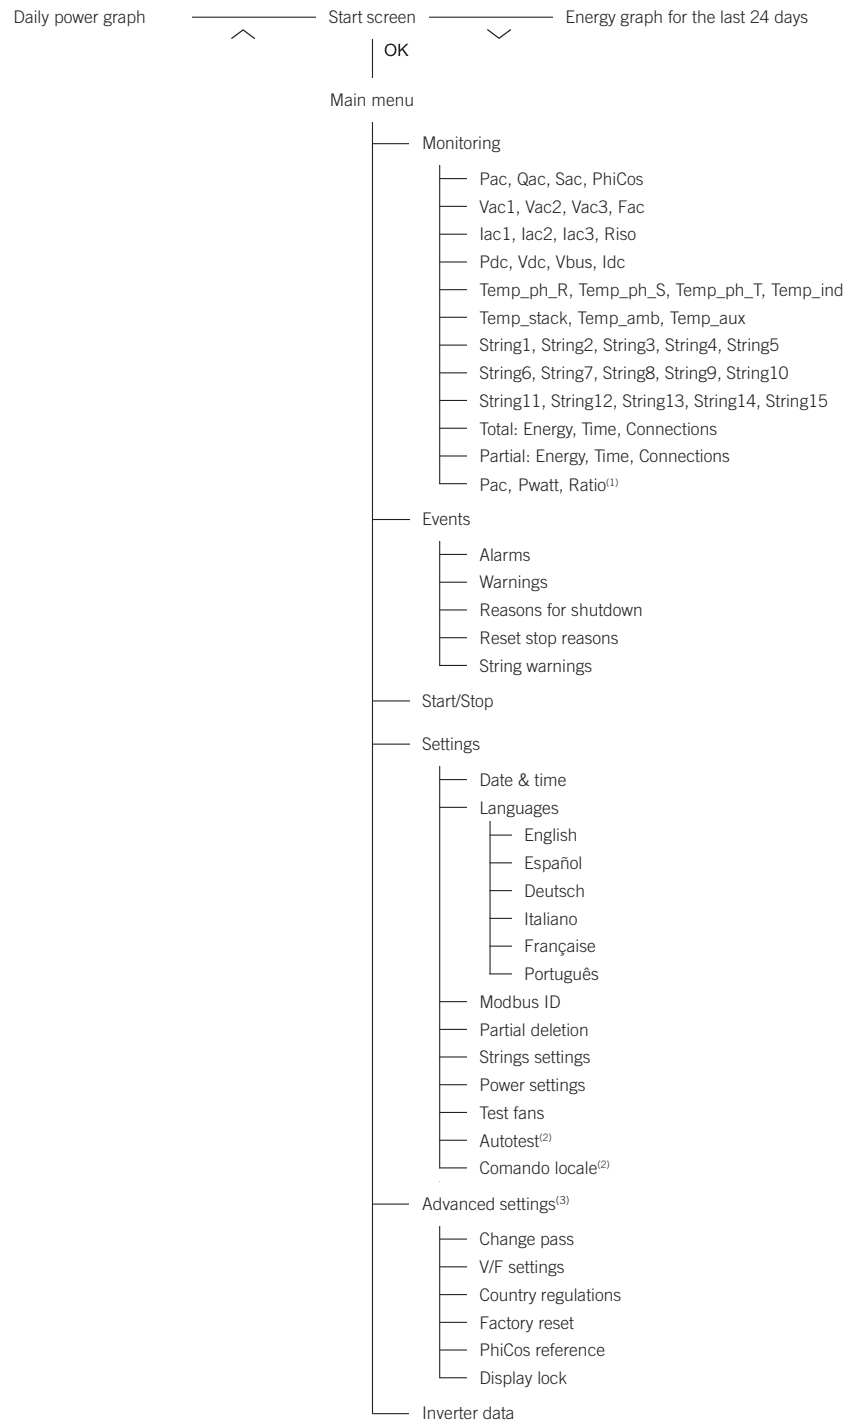 Daily power graph Start screen Energy graph for the last 24 days
OK
Main menu
Monitoring
Pac, Qac, Sac, PhiCos
Vac1, Vac2, Vac3, Fac
Iac1, Iac2, Iac3, Riso
Pdc, Vdc, Vbus, Idc
Temp_ph_R, Temp_ph_S, Temp_ph_T, Temp_ind
Temp_stack, Temp_amb, Temp_aux
String1, String2, String3, String4, String5
String6, String7, String8, String9, String10
String11, String12, String13, String14, String15
Total: Energy, Time, Connections
Partial: Energy, Time, Connections
Pac, Pwatt, Ratio(1)
Events
Alarms
Warnings
Reasons for shutdown
Reset stop reasons
String warnings
Start/Stop
Settings
Date & time
Languages
English
Español
Deutsch
Italiano
Française
Português
Modbus ID
Partial deletion
Strings settings
Power settings
Test fans
Autotest(2)
Comando locale(2)
Advanced settings(3)
Change pass
V/F settings
Country regulations
Factory reset
PhiCos reference
Display lock
Inverter data